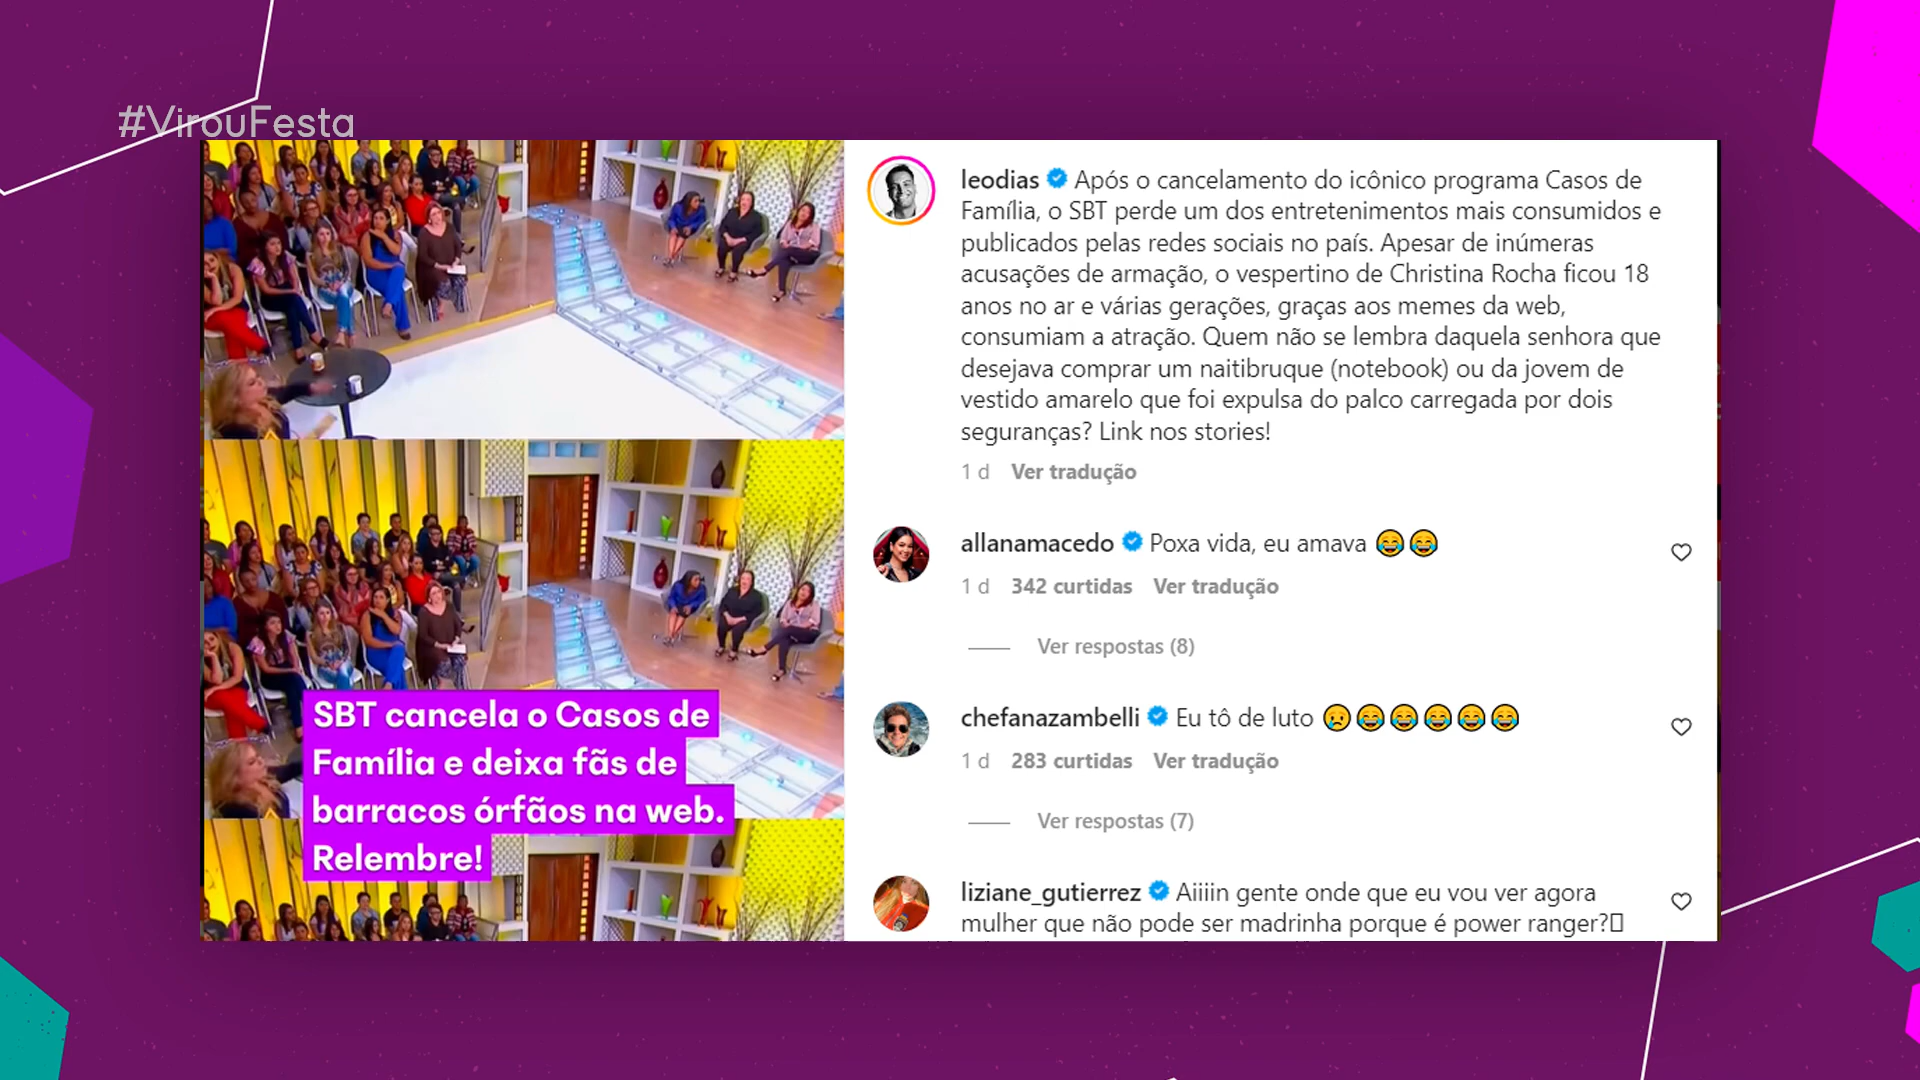 #VirouFesta
leodias Após o cancelamento do icônico programa Casos de
Família, o SBT perde um dos entretenimentos mais consumidos e
publicados pelas redes sociais no país. Apesar de inúmeras
acusações de armação, o vespertino de Christina Rocha ficou 18
anos no ar e várias gerações, graças aos memes da web,
consumiam a atração. Quem não se lembra daquela senhora que
desejava comprar um naitibruque (notebook) ou da jovem de
vestido amarelo que foi expulsa do palco carregada por dois
seguranças? Link nos stories!
1 d Ver tradução
allanamacedo Poxa vida, eu amava 😂😂
1 d 342 curtidas Ver tradução
Ver respostas (8)
chefanazambelli Eu tô de luto 😢😂😂😂😂😂
1 d 283 curtidas Ver tradução
Ver respostas (7)
liziane_gutierrez Aiiiin gente onde que eu vou ver agora
mulher que não pode ser madrinha porque é power ranger?
SBT cancela o Casos de
Família e deixa fãs de
barracos órfãos na web.
Relembre!